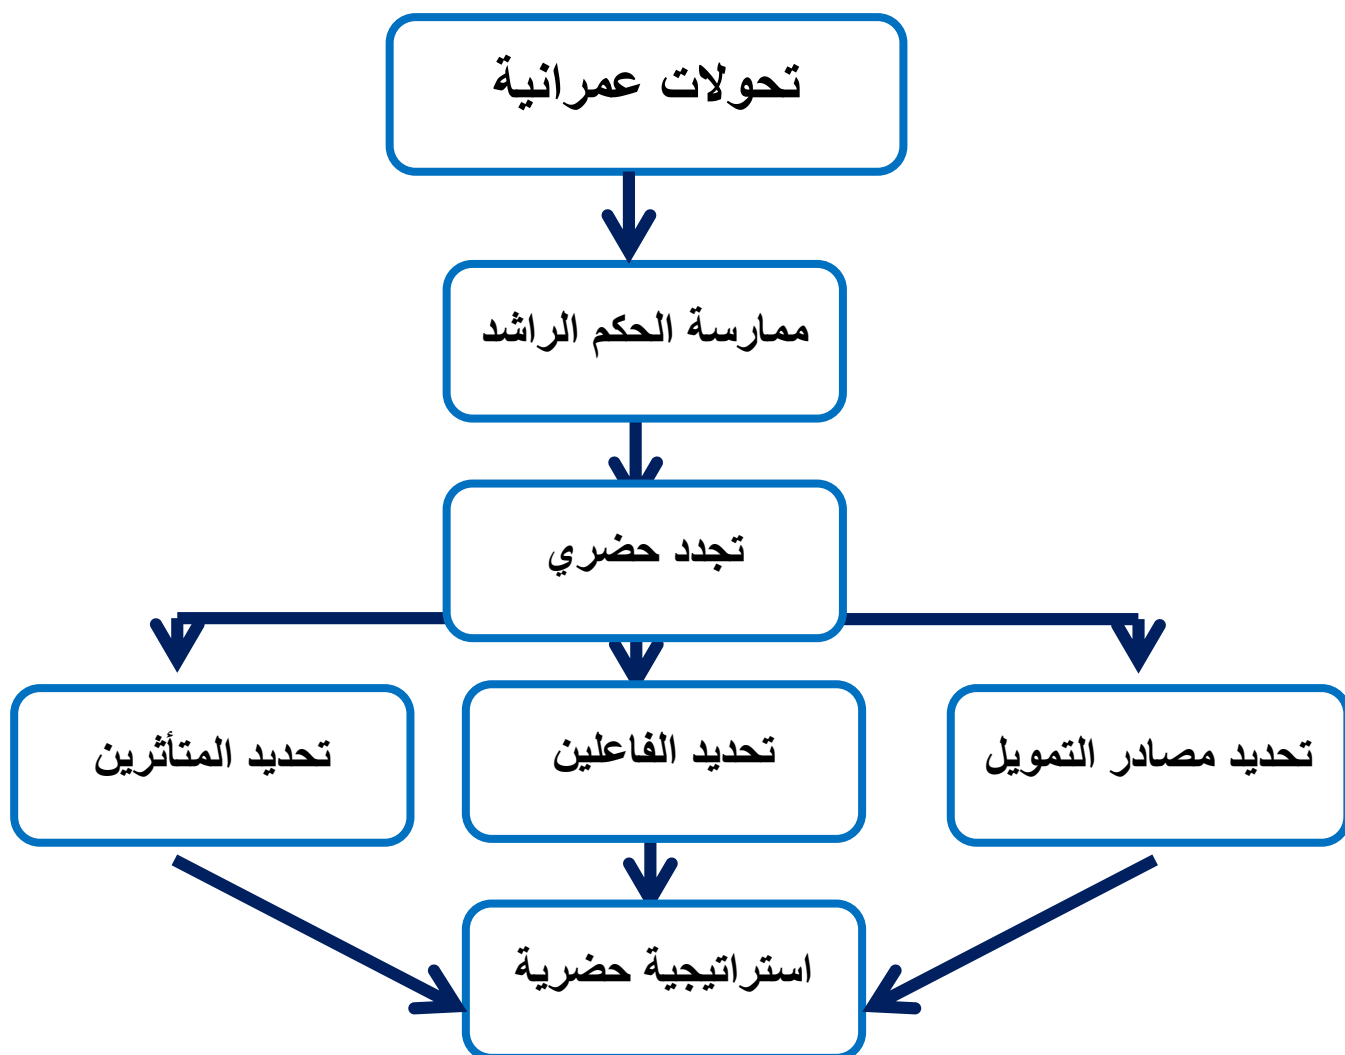 تحولات عمرانية
ممارسة الحكم الراشد
تجدد حضري
تحديد مصادر التمويل
تحديد الفاعلين
تحديد المتأثرين
استراتيجية حضرية